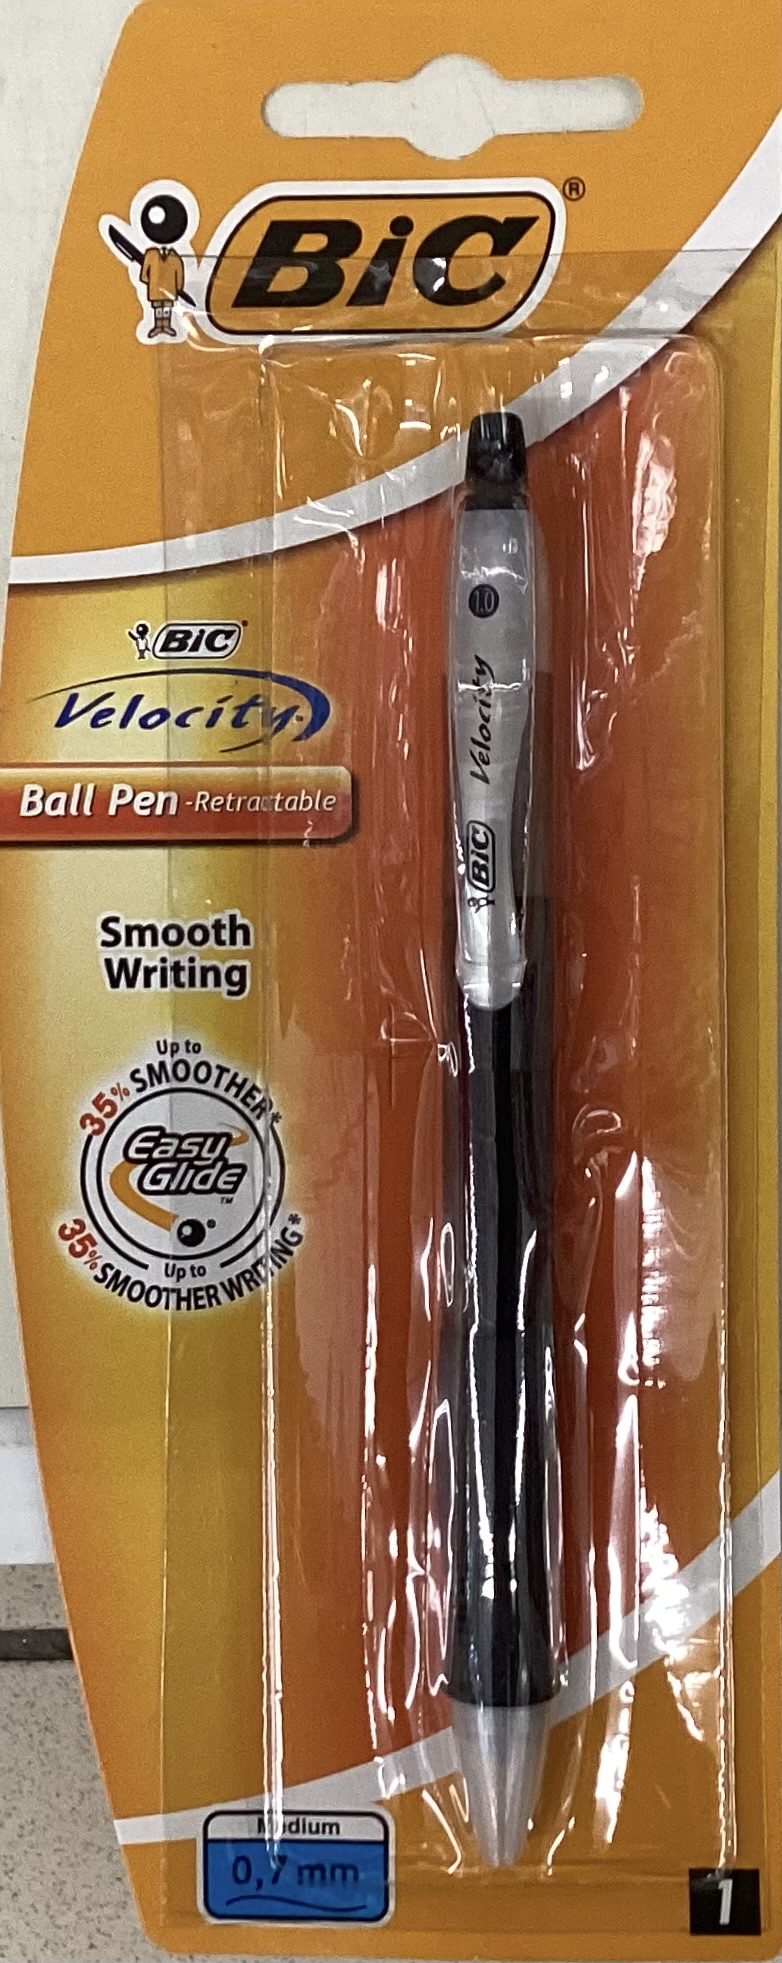 BiC®
1.0
BiC Velocity
BiC®
Velocity
Ball Pen -Retractable
Smooth
Writing
Up to
35% SMOOTHER*
Easy
Glide™
Up to
35% SMOOTHER WRITING*
Medium
0,7 mm
1